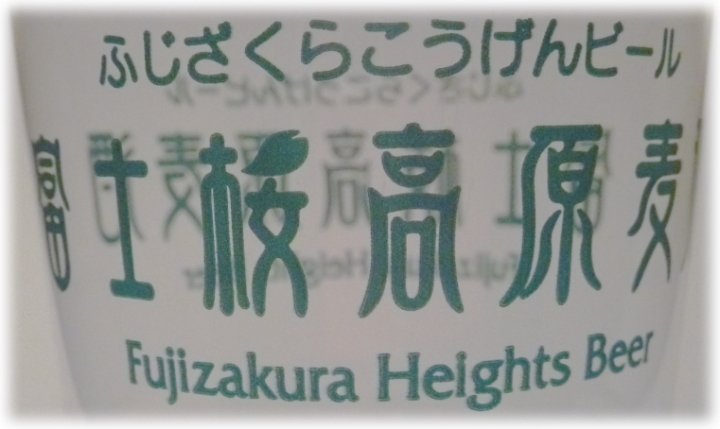 ふじざくらこうげんビール
富士桜高原麦
Fujizakura Heights Beer